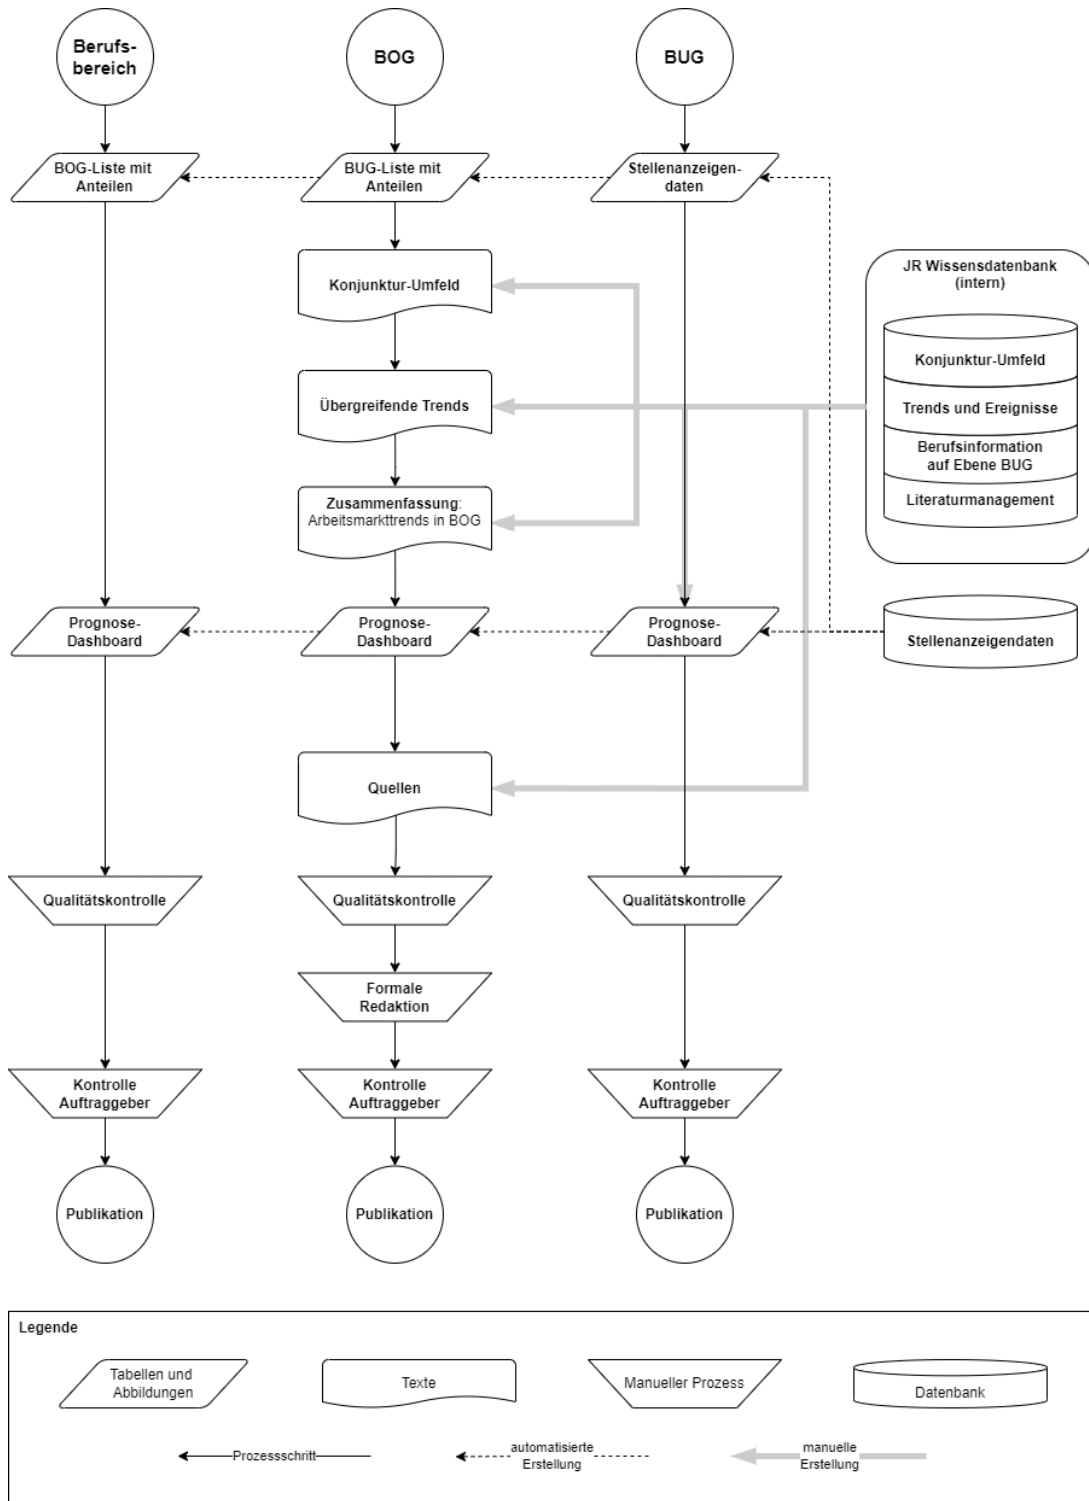 Berufs-
bereich
BOG
BUG
BOG-Liste mit
Anteilen
BUG-Liste mit
Anteilen
Stellenanzeigen-
daten
Konjunktur-Umfeld
JR Wissensdatenbank
(intern)
Konjunktur-Umfeld
Übergreifende Trends
Trends und Ereignisse
Berufsinformation
auf Ebene BUG
Literaturmanagement
Zusammenfassung:
Arbeitsmarkttrends in BOG
Prognose-
Dashboard
Prognose-
Dashboard
Prognose-
Dashboard
Stellenanzeigendaten
Quellen
Qualitätskontrolle
Qualitätskontrolle
Qualitätskontrolle
Formale
Redaktion
Kontrolle
Auftraggeber
Kontrolle
Auftraggeber
Kontrolle
Auftraggeber
Publikation
Publikation
Publikation
Legende
Tabellen und
Abbildungen
Texte
Manueller Prozess
Datenbank
Prozessschritt
automatisierte
Erstellung
manuelle
Erstellung